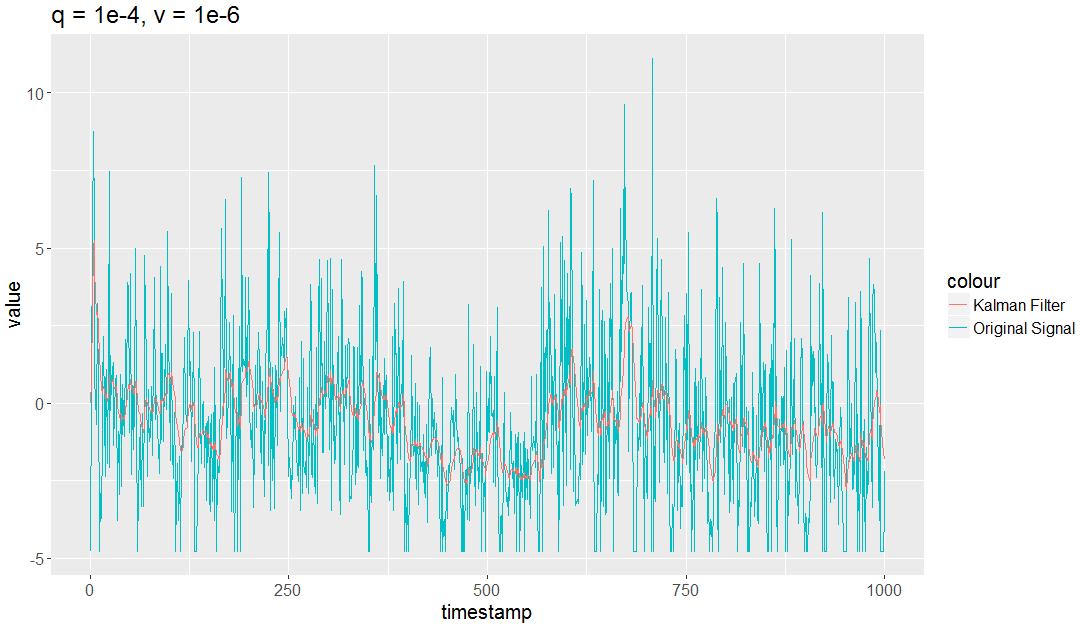 q = 1e-4, v = 1e-6
10
5
0
-5
value
0
250
500
750
1000
timestamp
colour
Kalman Filter
Original Signal